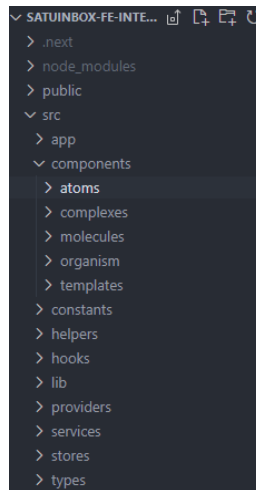 SATUINBOX-FE-INTE...
.next
node_modules
public
src
app
components
atoms
complexes
molecules
organism
templates
constants
helpers
hooks
lib
providers
services
stores
types